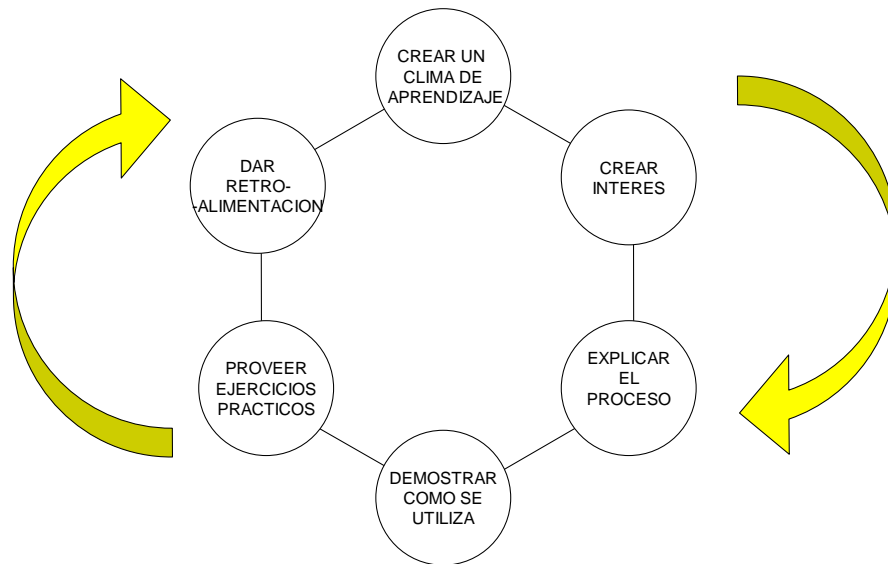 CREAR UN
CLIMA DE
APRENDIZAJE
CREAR
INTERES
EXPLICAR
EL
PROCESO
DEMOSTRAR
COMO SE
UTILIZA
PROVEER
EJERCICIOS
PRACTICOS
DAR
RETRO-
-ALIMENTACION